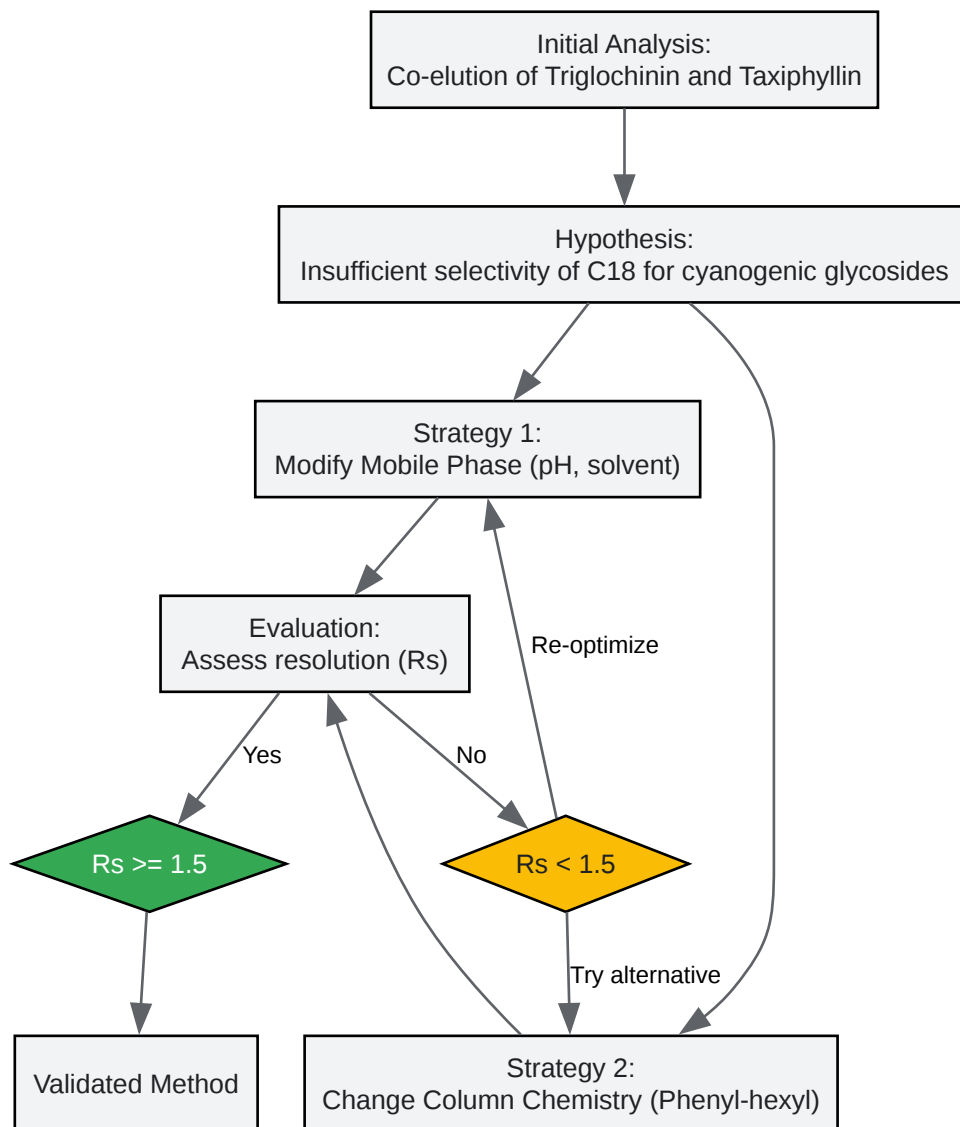 Initial Analysis:
Co-elution of Triglochinin and Taxiphyllin
Hypothesis:
Insufficient selectivity of C18 for cyanogenic glycosides
Strategy 1:
Modify Mobile Phase (pH, solvent)
Evaluation:
Assess resolution (Rs)
Re-optimize
Yes
No
Rs >= 1.5
Rs < 1.5
Try alternative
Validated Method
Strategy 2:
Change Column Chemistry (Phenyl-hexyl)